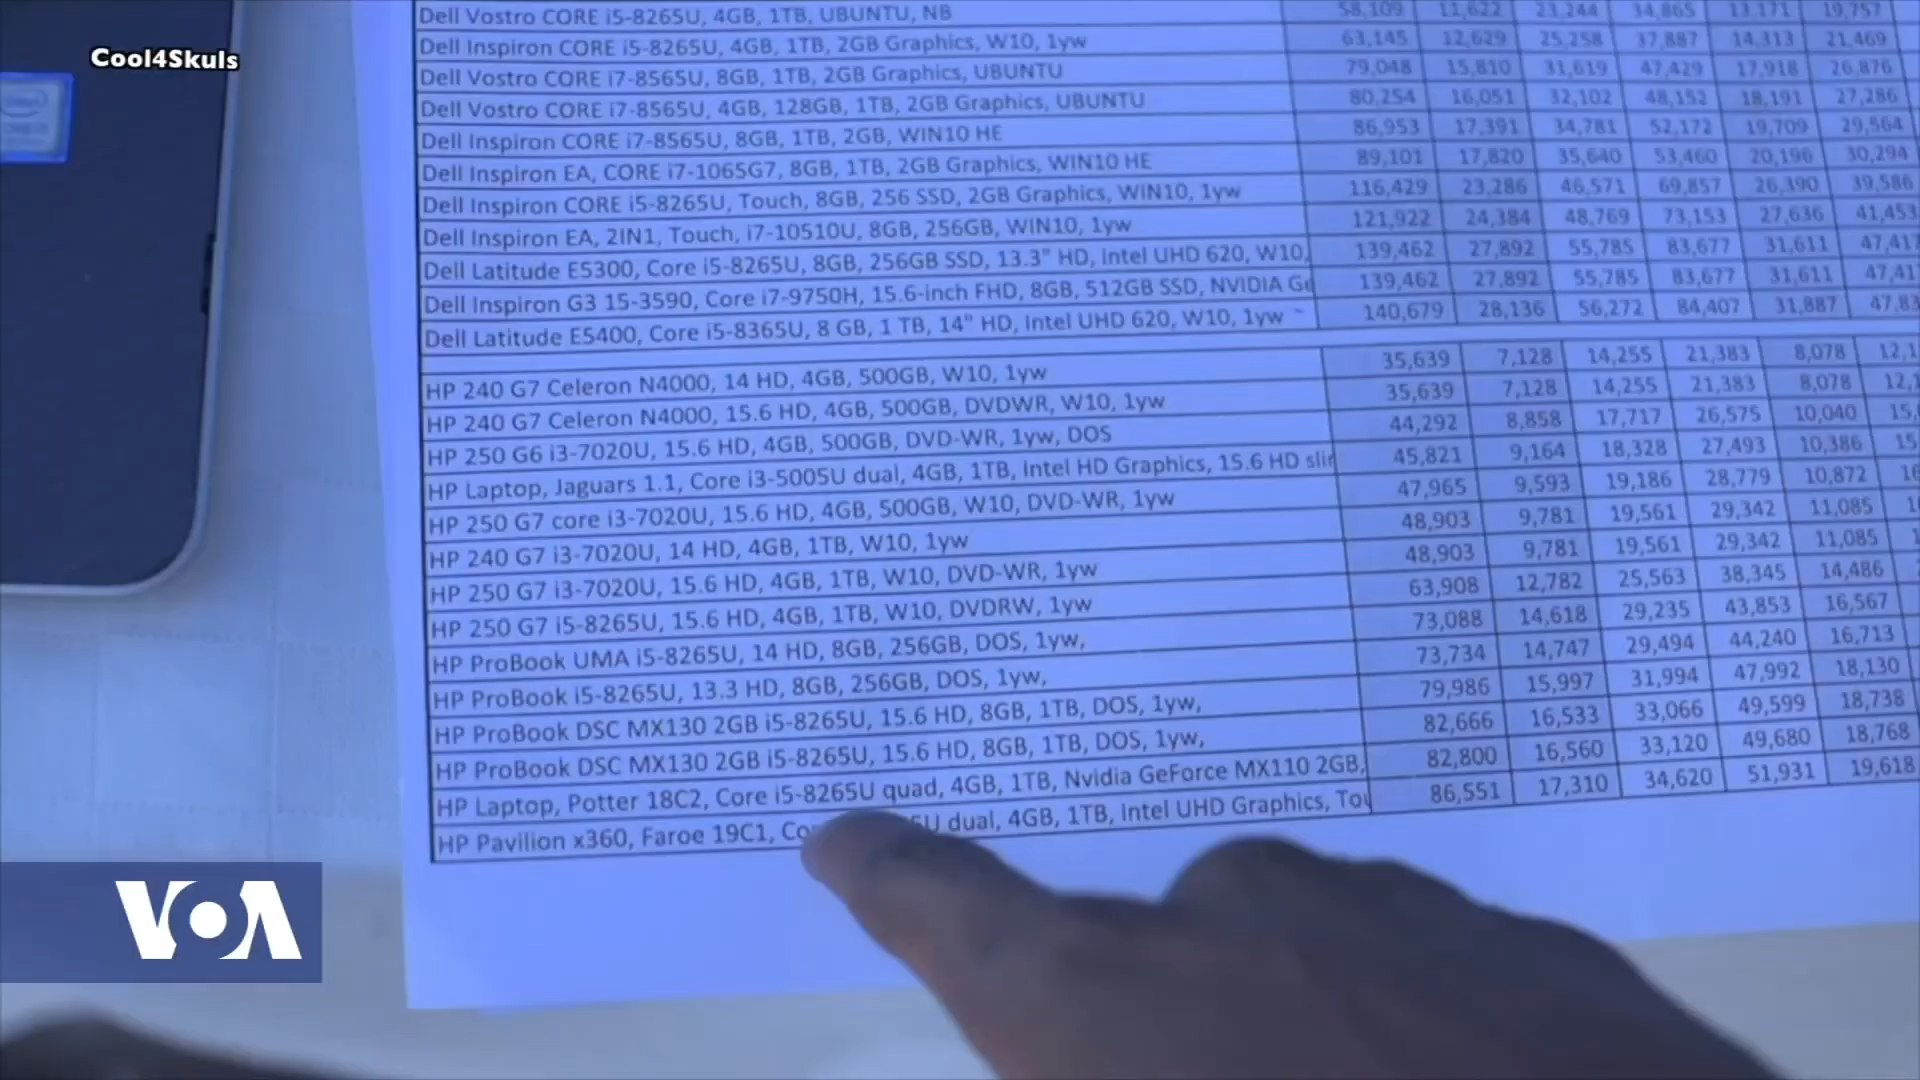 Cool4Skuls
Dell Vostro CORE i5-8265U, 4GB, 1TB, UBUNTU, NB 58,109 11,622 23,244 34,865 13,171 19,757
Dell Inspiron CORE i5-8265U, 4GB, 1TB, 2GB Graphics, W10, 1yw 63,145 12,629 25,258 37,887 14,313 21,469
Dell Vostro CORE i7-8565U, 8GB, 1TB, 2GB Graphics, UBUNTU 79,048 15,810 31,619 47,429 17,918 26,876
Dell Vostro CORE i7-8565U, 4GB, 128GB, 1TB, 2GB Graphics, UBUNTU 80,254 16,051 32,102 48,152 18,191 27,286
Dell Inspiron CORE i7-8565U, 8GB, 1TB, 2GB, WIN10 HE 86,953 17,391 34,781 52,172 19,709 29,564
Dell Inspiron EA, CORE i7-1065G7, 8GB, 1TB, 2GB Graphics, WIN10 HE 89,101 17,820 35,640 53,460 20,196 30,294
Dell Inspiron CORE i5-8265U, Touch, 8GB, 256 SSD, 2GB Graphics, WIN10, 1yw 116,429 23,286 46,571 69,857 26,390 39,586
Dell Inspiron EA, 2IN1, Touch, i7-10510U, 8GB, 256GB, WIN10, 1yw 121,922 24,384 48,769 73,153 27,636 41,453
Dell Latitude E5300, Core i5-8265U, 8GB, 256GB SSD, 13.3" HD, Intel UHD 620, W10, 139,462 27,892 55,785 83,677 31,611 47,417
Dell Inspiron G3 15-3590, Core i7-9750H, 15.6-inch FHD, 8GB, 512GB SSD, NVIDIA Ge 139,462 27,892 55,785 83,677 31,611 47,41
Dell Latitude E5400, Core i5-8365U, 8 GB, 1 TB, 14" HD, Intel UHD 620, W10, 1yw 140,679 28,136 56,272 84,407 31,887 47,83
HP 240 G7 Celeron N4000, 14 HD, 4GB, 500GB, W10, 1yw 35,639 7,128 14,255 21,383 8,078 12,1
HP 240 G7 Celeron N4000, 15.6 HD, 4GB, 500GB, DVDWR, W10, 1yw 35,639 7,128 14,255 21,383 8,078 12,1
HP 250 G6 i3-7020U, 15.6 HD, 4GB, 500GB, DVD-WR, 1yw, DOS 44,292 8,858 17,717 26,575 10,040 15,
HP Laptop, Jaguars 1.1, Core i3-5005U dual, 4GB, 1TB, Intel HD Graphics, 15.6 HD slim 45,821 9,164 18,328 27,493 10,386 15
HP 250 G7 core i3-7020U, 15.6 HD, 4GB, 500GB, W10, DVD-WR, 1yw 47,965 9,593 19,186 28,779 10,872 16
HP 240 G7 i3-7020U, 14 HD, 4GB, 1TB, W10, 1yw 48,903 9,781 19,561 29,342 11,085
HP 250 G7 i3-7020U, 15.6 HD, 4GB, 1TB, W10, DVD-WR, 1yw 48,903 9,781 19,561 29,342 11,085
HP 250 G7 i5-8265U, 15.6 HD, 4GB, 1TB, W10, DVDRW, 1yw 63,908 12,782 25,563 38,345 14,486
HP ProBook UMA i5-8265U, 14 HD, 8GB, 256GB, DOS, 1yw, 73,088 14,618 29,235 43,853 16,567
HP ProBook i5-8265U, 13.3 HD, 8GB, 256GB, DOS, 1yw, 73,734 14,747 29,494 44,240 16,713
HP ProBook DSC MX130 2GB i5-8265U, 15.6 HD, 8GB, 1TB, DOS, 1yw, 79,986 15,997 31,994 47,992 18,130
HP ProBook DSC MX130 2GB i5-8265U, 15.6 HD, 8GB, 1TB, DOS, 1yw, 82,666 16,533 33,066 49,599 18,738
HP Laptop, Potter 18C2, Core i5-8265U quad, 4GB, 1TB, Nvidia GeForce MX110 2GB, 82,800 16,560 33,120 49,680 18,768
HP Pavilion x360, Faroe 19C1, Co 5U dual, 4GB, 1TB, Intel UHD Graphics, Tou 86,551 17,310 34,620 51,931 19,618
VOA